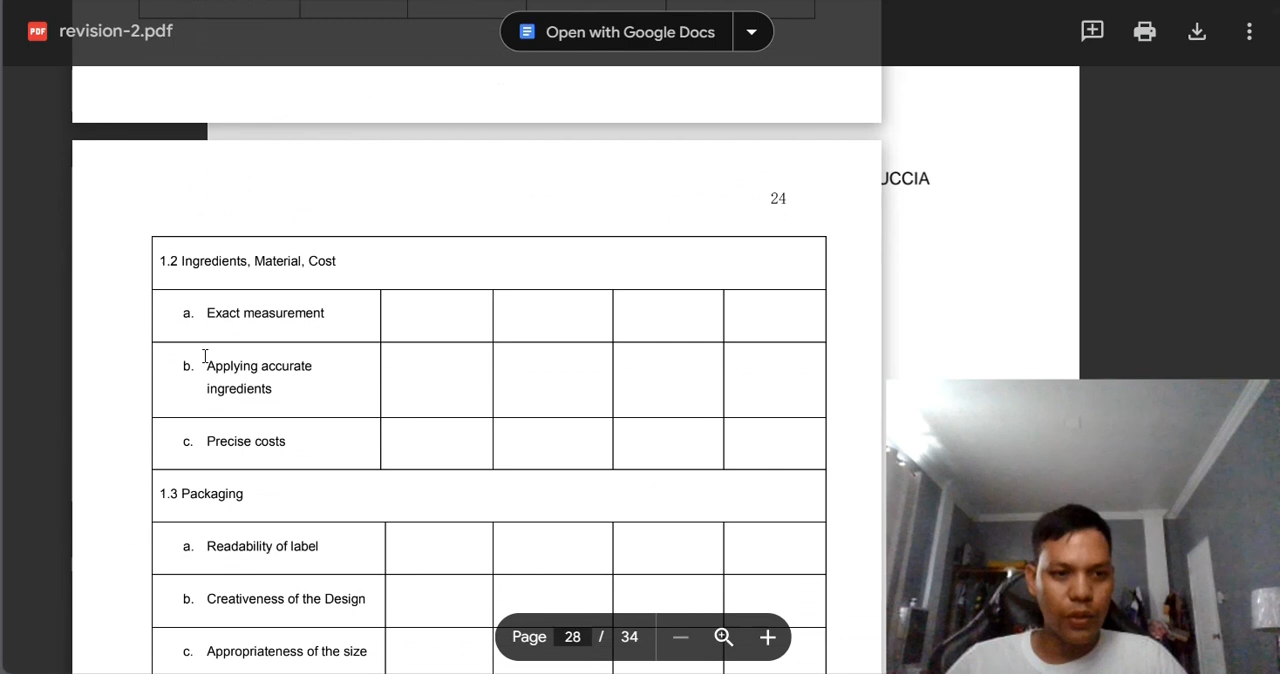 PDF
revision-2.pdf
Open with Google Docs
UCCIA
24
1.2 Ingredients, Material, Cost
a. Exact measurement
b. Applying accurate
ingredients
c. Precise costs
1.3 Packaging
a. Readability of label
b. Creativeness of the Design
c. Appropriateness of the size
Page 28 / 34